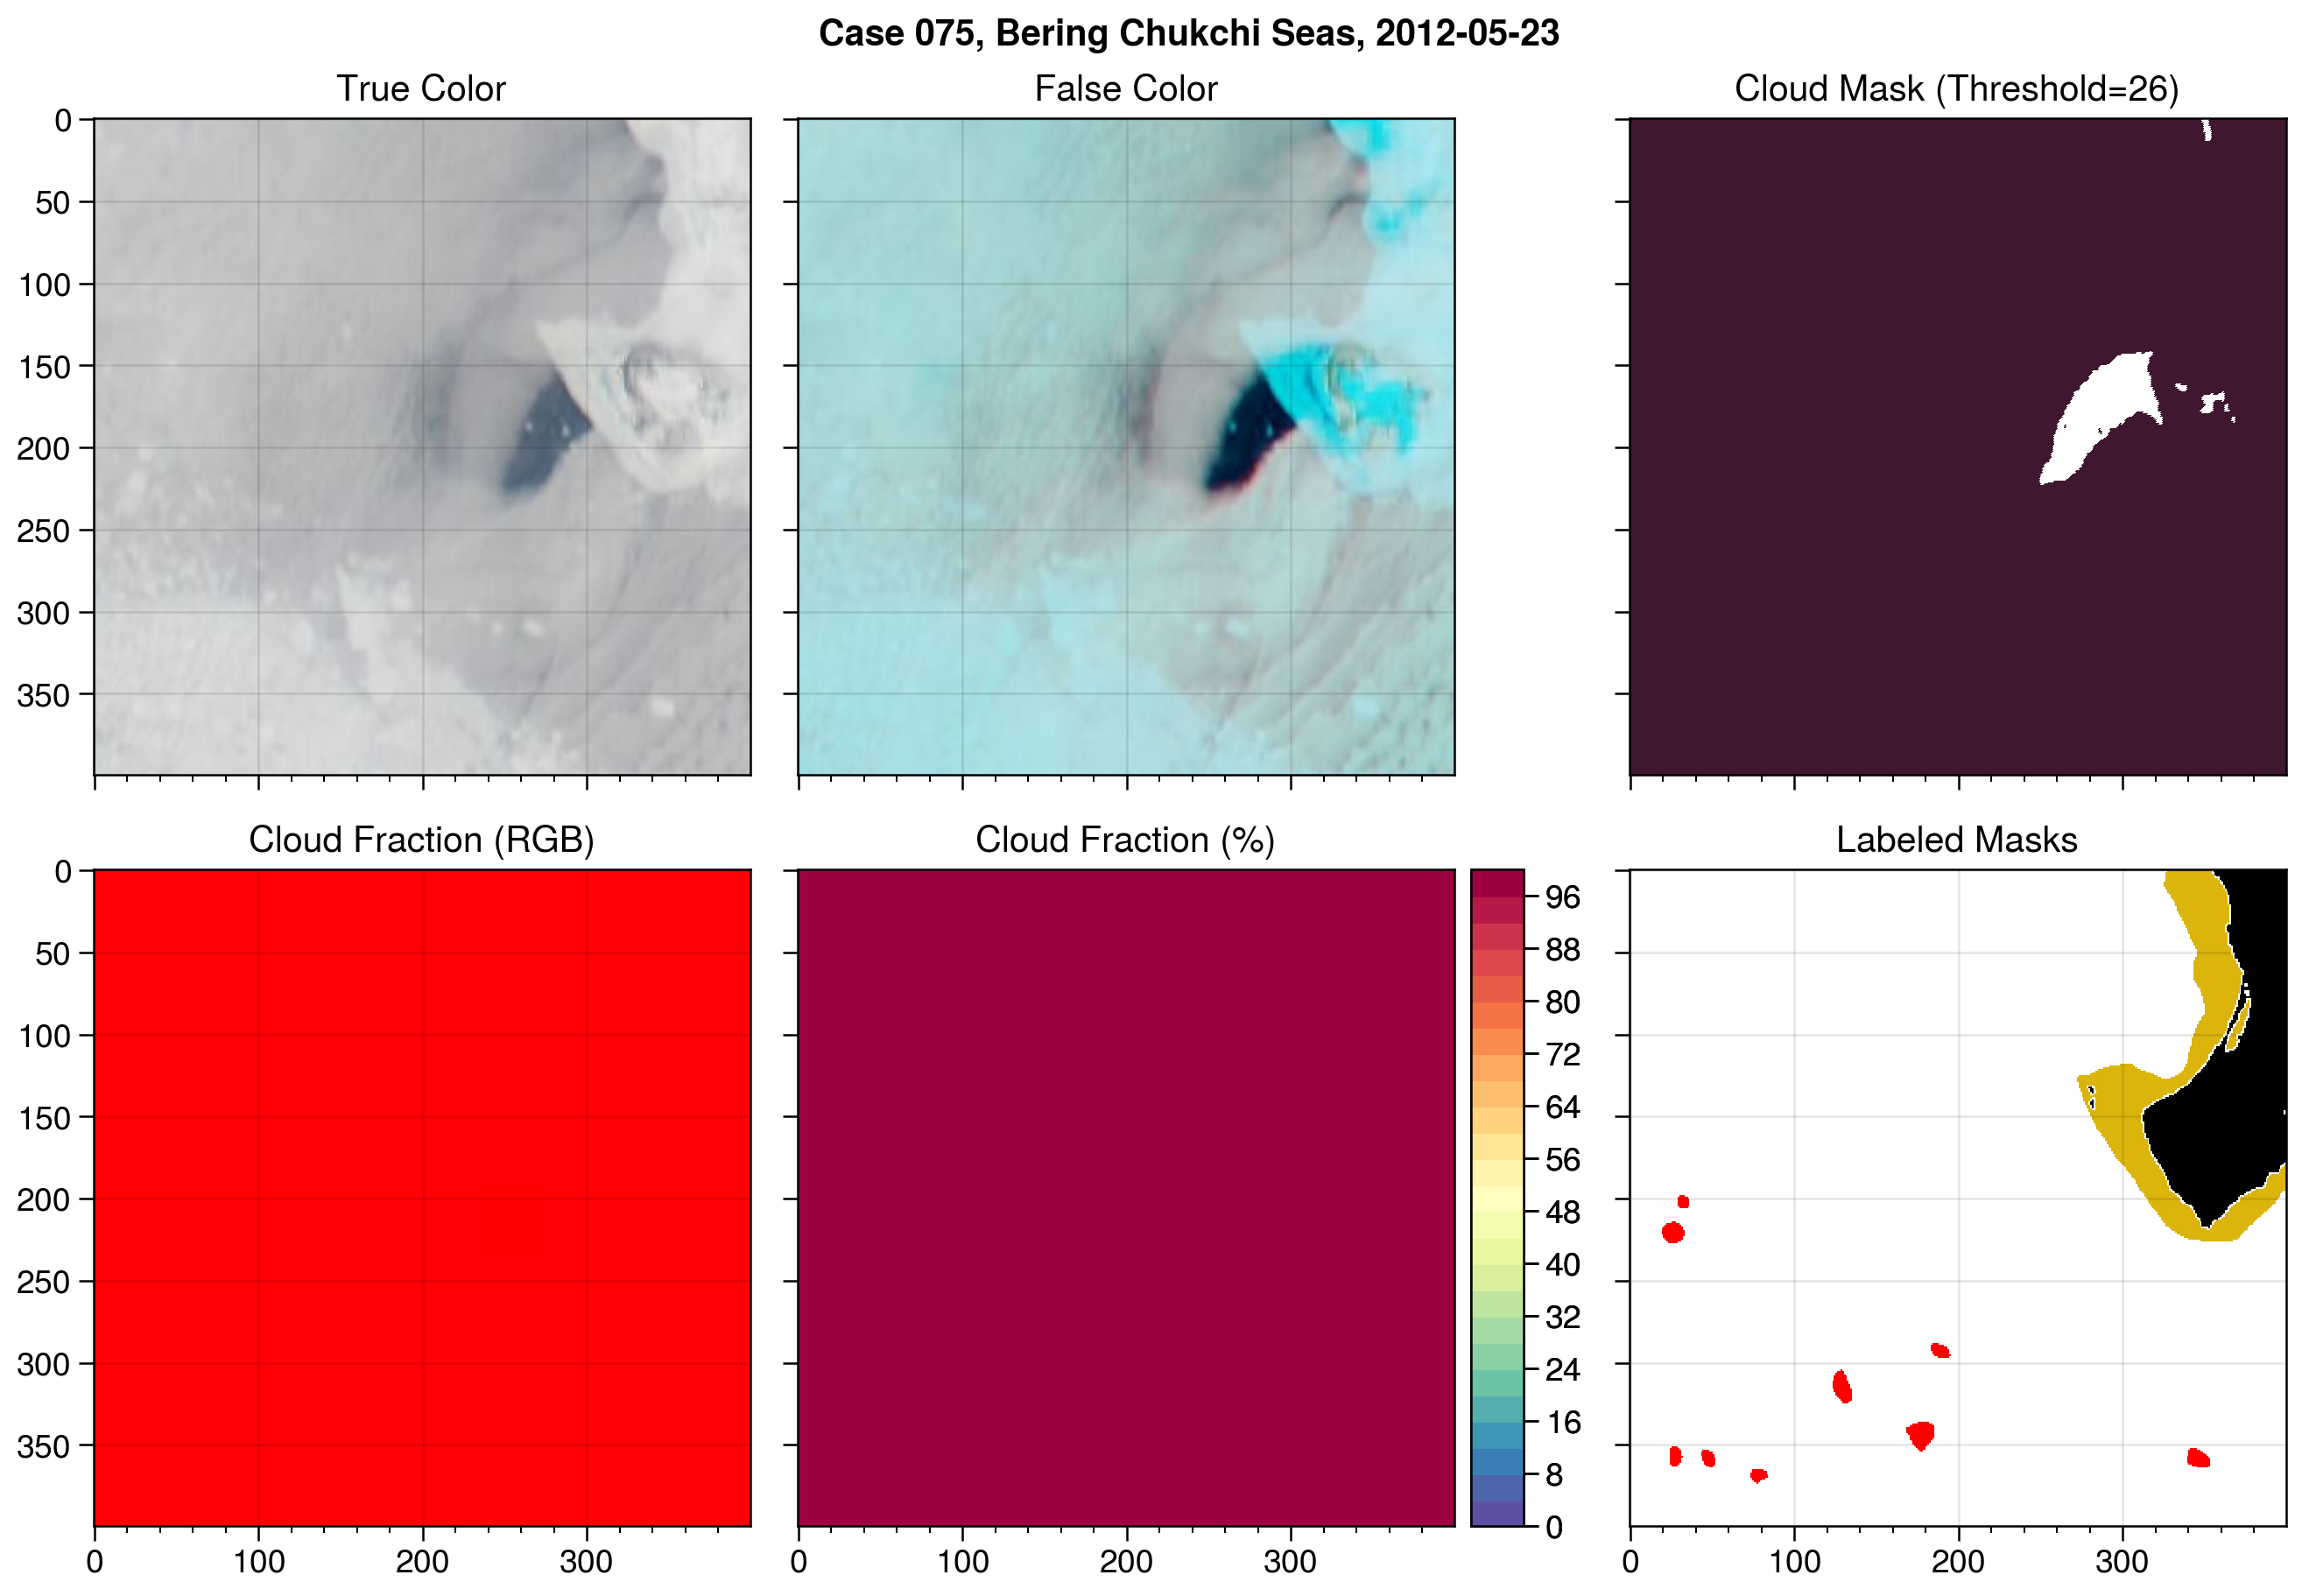 Case 075, Bering Chukchi Seas, 2012-05-23
True Color
False Color
Cloud Mask (Threshold=26)
0
50
100
150
200
250
300
350
Cloud Fraction (RGB)
Cloud Fraction (%)
Labeled Masks
0
50
100
150
200
250
300
350
96
88
80
72
64
56
48
40
32
24
16
8
0
0 100 200 300
0 100 200 300
0 100 200 300